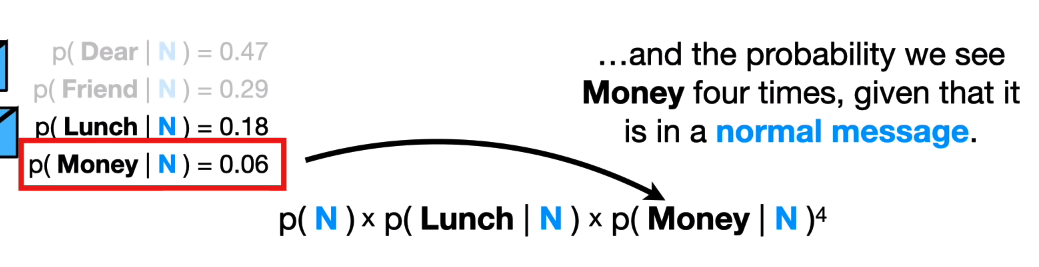 p( Dear | N ) = 0.47
p( Friend | N ) = 0.29
p( Lunch | N ) = 0.18
p( Money | N ) = 0.06
…and the probability we see
Money four times, given that it
is in a normal message.
p( N ) x p( Lunch | N ) x p( Money | N )⁴